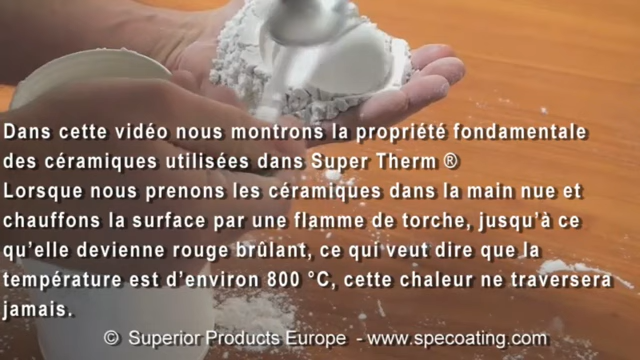 Dans cette vidéo nous montrons la propriété fondamentale
des céramiques utilisées dans Super Therm ®
Lorsque nous prenons les céramiques dans la main nue et
chauffons la surface par une flamme de torche, jusqu'à ce
qu'elle devienne rouge brûlant, ce qui veut dire que la
température est d'environ 800 °C, cette chaleur ne traversera
jamais.
© Superior Products Europe - www.specoating.com